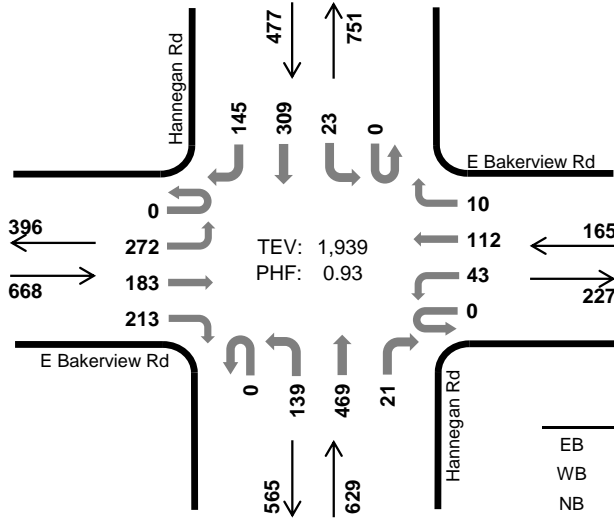 477
751
Hannegan Rd
145
309
23
0
E Bakerview Rd
0
10
396
272
TEV: 1,939
112
165
668
183
PHF: 0.93
43
227
213
0
E Bakerview Rd
0
139
469
21
Hannegan Rd
565
629
EB
WB
NB